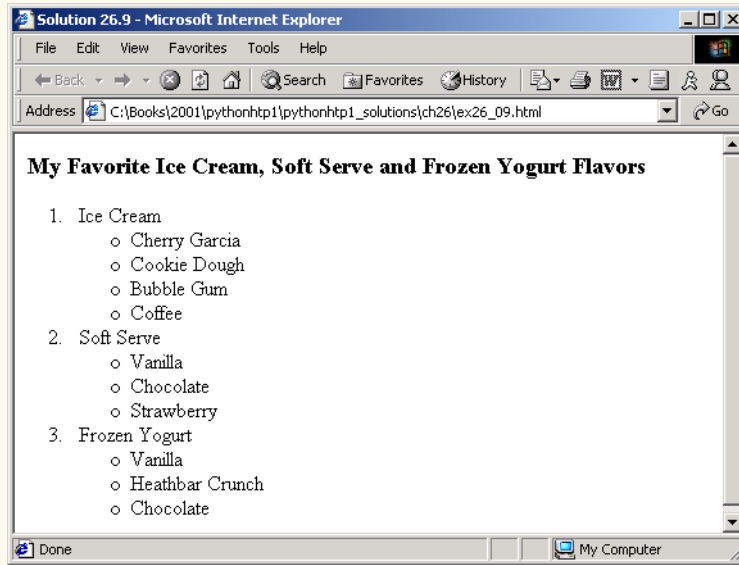 Solution 26.9 - Microsoft Internet Explorer
File Edit View Favorites Tools Help
Back Search Favorites History
Address C:\Books\2001\pythonhtp1\pythonhtp1_solutions\ch26\ex26_09.html Go
My Favorite Ice Cream, Soft Serve and Frozen Yogurt Flavors
1. Ice Cream
o Cherry Garcia
o Cookie Dough
o Bubble Gum
o Coffee
2. Soft Serve
o Vanilla
o Chocolate
o Strawberry
3. Frozen Yogurt
o Vanilla
o Heathbar Crunch
o Chocolate
Done My Computer